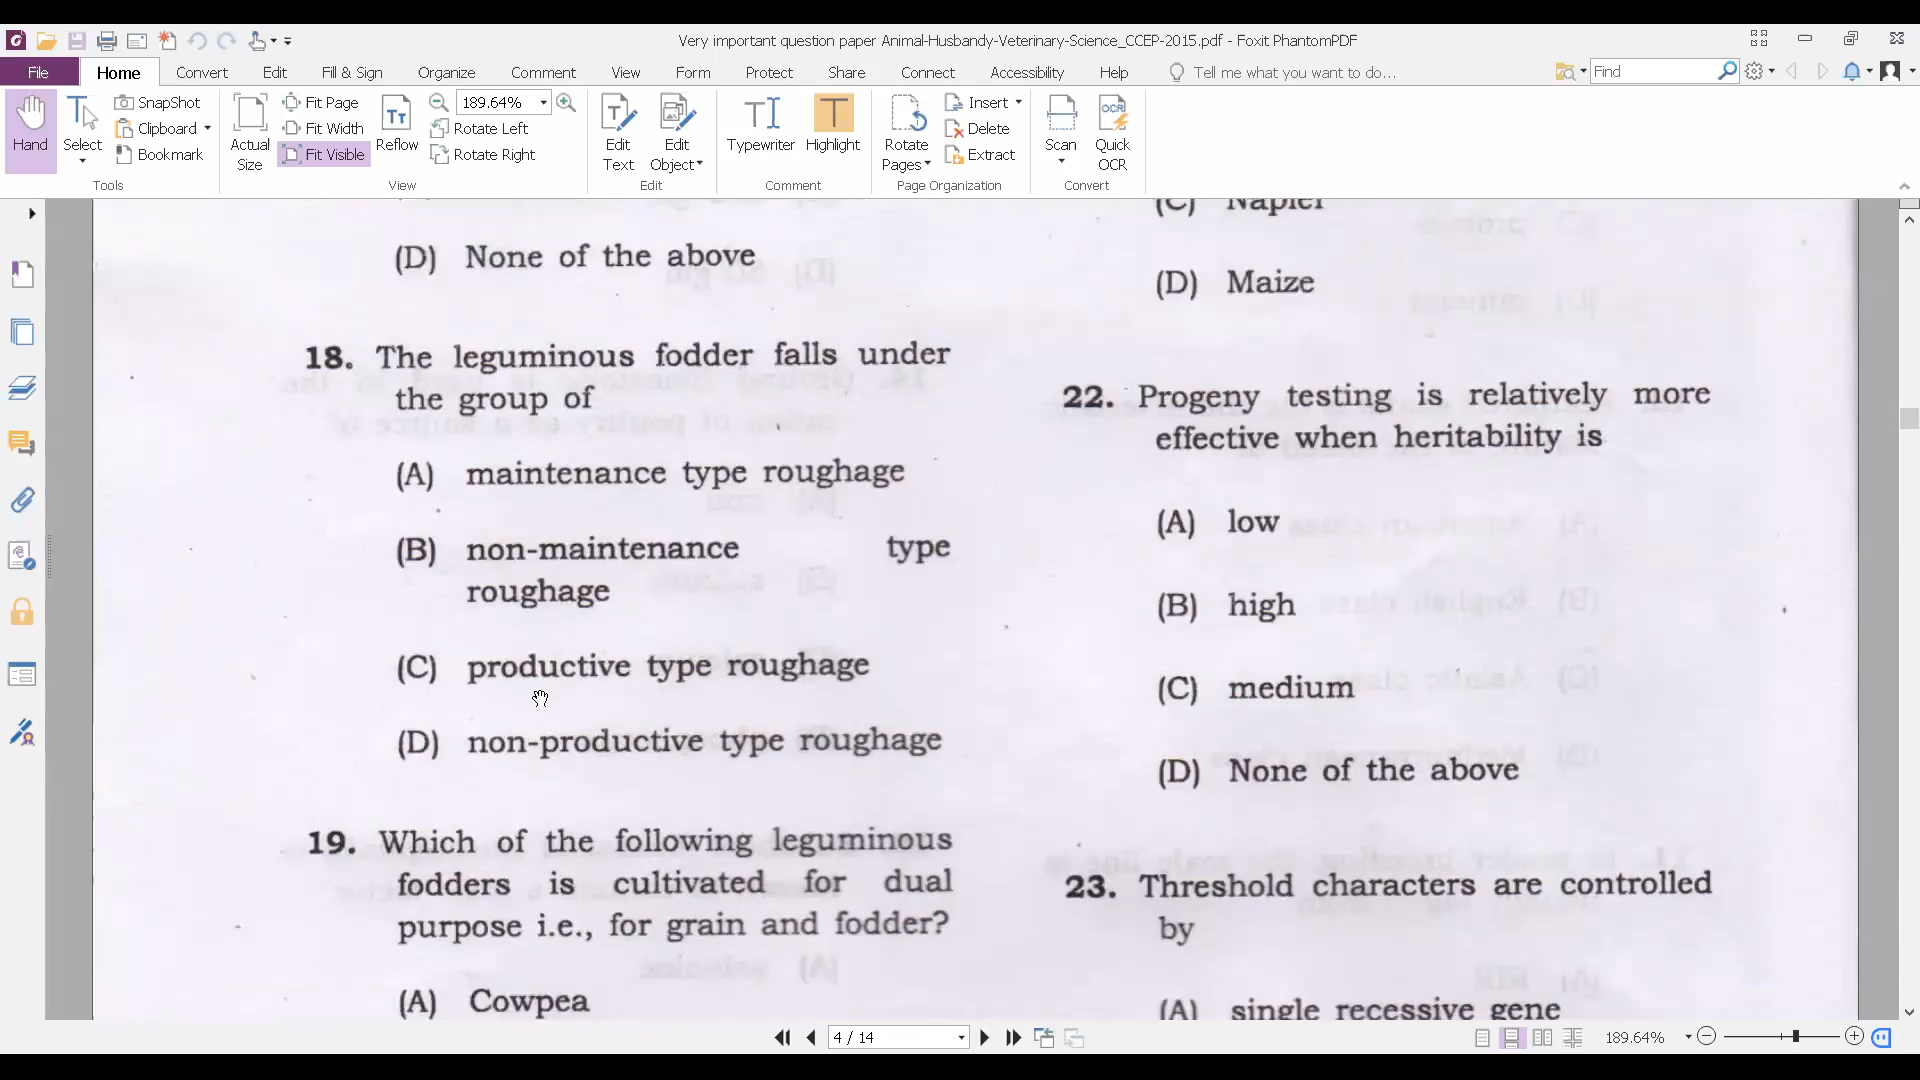 Very important question paper Animal-Husbandy-Veterinary-Science_CCEP-2015.pdf - Foxit PhantomPDF
File Home Convert Edit Fill & Sign Organize Comment View Form Protect Share Connect Accessibility Help Tell me what you want to do... Find
Hand
Select
SnapShot
Clipboard
Bookmark
Tools
Actual Size
Fit Page
Fit Width
Fit Visible
Reflow
189.64%
Rotate Left
Rotate Right
View
Edit Text
Edit Object
Edit
Typewriter
Highlight
Comment
Rotate Pages
Insert
Delete
Extract
Page Organization
Scan
Quick OCR
Convert
(D) None of the above
18. The leguminous fodder falls under
the group of
(A) maintenance type roughage
(B) non-maintenance type
roughage
(C) productive type roughage
(D) non-productive type roughage
19. Which of the following leguminous
fodders is cultivated for dual
purpose i.e., for grain and fodder?
(A) Cowpea
(C) Napier
(D) Maize
22. Progeny testing is relatively more
effective when heritability is
(A) low
(B) high
(C) medium
(D) None of the above
23. Threshold characters are controlled
by
(A) single recessive gene
4 / 14
189.64%